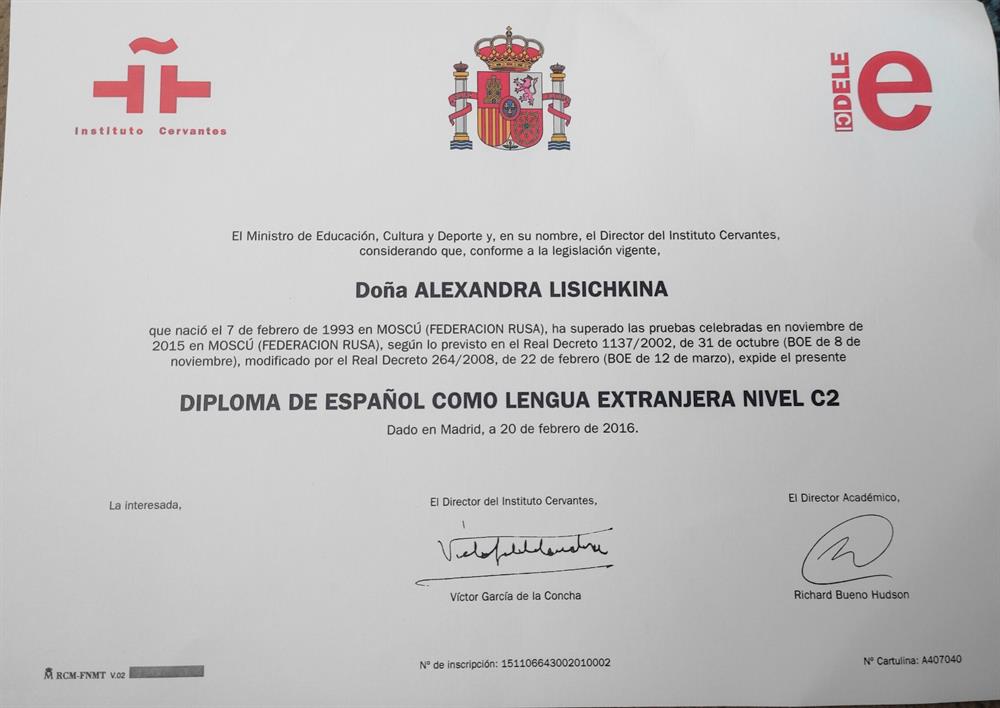 Instituto Cervantes
DELE
e
El Ministro de Educación, Cultura y Deporte y, en su nombre, el Director del Instituto Cervantes,
considerando que, conforme a la legislación vigente,
Doña ALEXANDRA LISICHKINA
que nació el 7 de febrero de 1993 en MOSCÚ (FEDERACION RUSA), ha superado las pruebas celebradas en noviembre de
2015 en MOSCÚ (FEDERACION RUSA), según lo previsto en el Real Decreto 1137/2002, de 31 de octubre (BOE de 8 de
noviembre), modificado por el Real Decreto 264/2008, de 22 de febrero (BOE de 12 de marzo), expide el presente
DIPLOMA DE ESPAÑOL COMO LENGUA EXTRANJERA NIVEL C2
Dado en Madrid, a 20 de febrero de 2016.
La interesada,
El Director del Instituto Cervantes,
El Director Académico,
Víctor García de la Concha
Richard Bueno Hudson
RCM-FNMT V.02
Nº de inscripción: 151106643002010002
Nº Cartulina: A407040